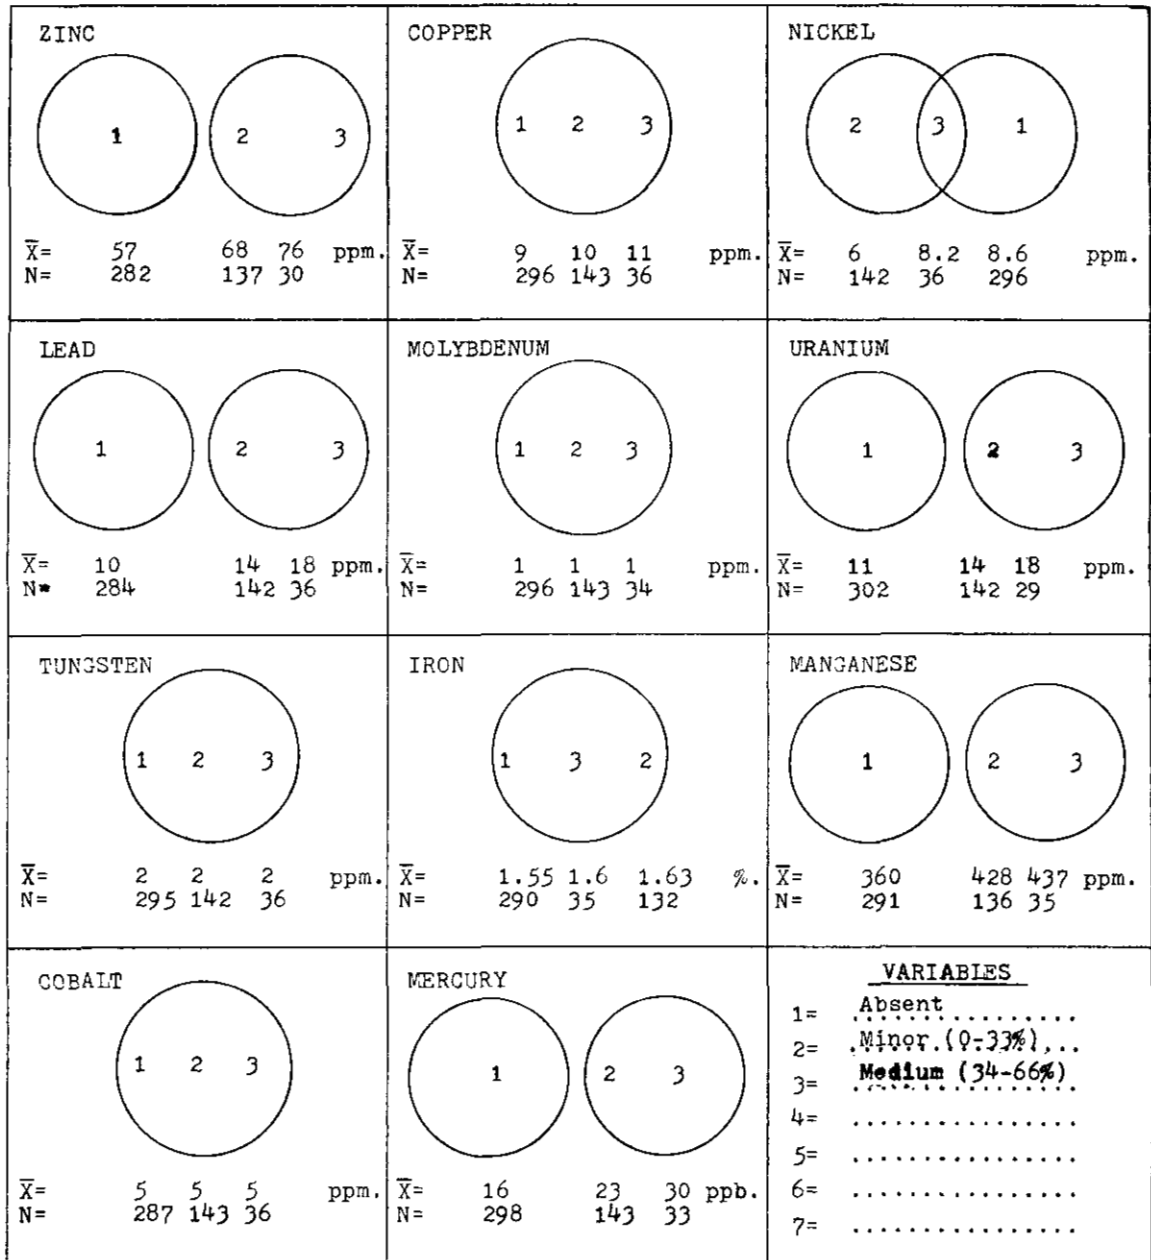 ZINC
1 2 3
X̄= 57 68 76 ppm.
N= 282 137 30
COPPER
1 2 3
X̄= 9 10 11 ppm.
N= 296 143 36
NICKEL
2 3 1
X̄= 6 8.2 8.6 ppm.
N= 142 36 296
LEAD
1 2 3
X̄= 10 14 18 ppm.
N= 284 142 36
MOLYBDENUM
1 2 3
X̄= 1 1 1 ppm.
N= 296 143 34
URANIUM
1 2 3
X̄= 11 14 18 ppm.
N= 302 142 29
TUNGSTEN
1 2 3
X̄= 2 2 2 ppm.
N= 295 142 36
IRON
1 3 2
X̄= 1.55 1.6 1.63 %.
N= 290 35 132
MANGANESE
1 2 3
X̄= 360 428 437 ppm.
N= 291 136 35
COBALT
1 2 3
X̄= 5 5 5 ppm.
N= 287 143 36
MERCURY
1 2 3
X̄= 16 23 30 ppb.
N= 298 143 33
VARIABLES
1= Absent
2= Minor (0-33%)
3= Medium (34-66%)
4= ................
5= ................
6= ................
7= ................